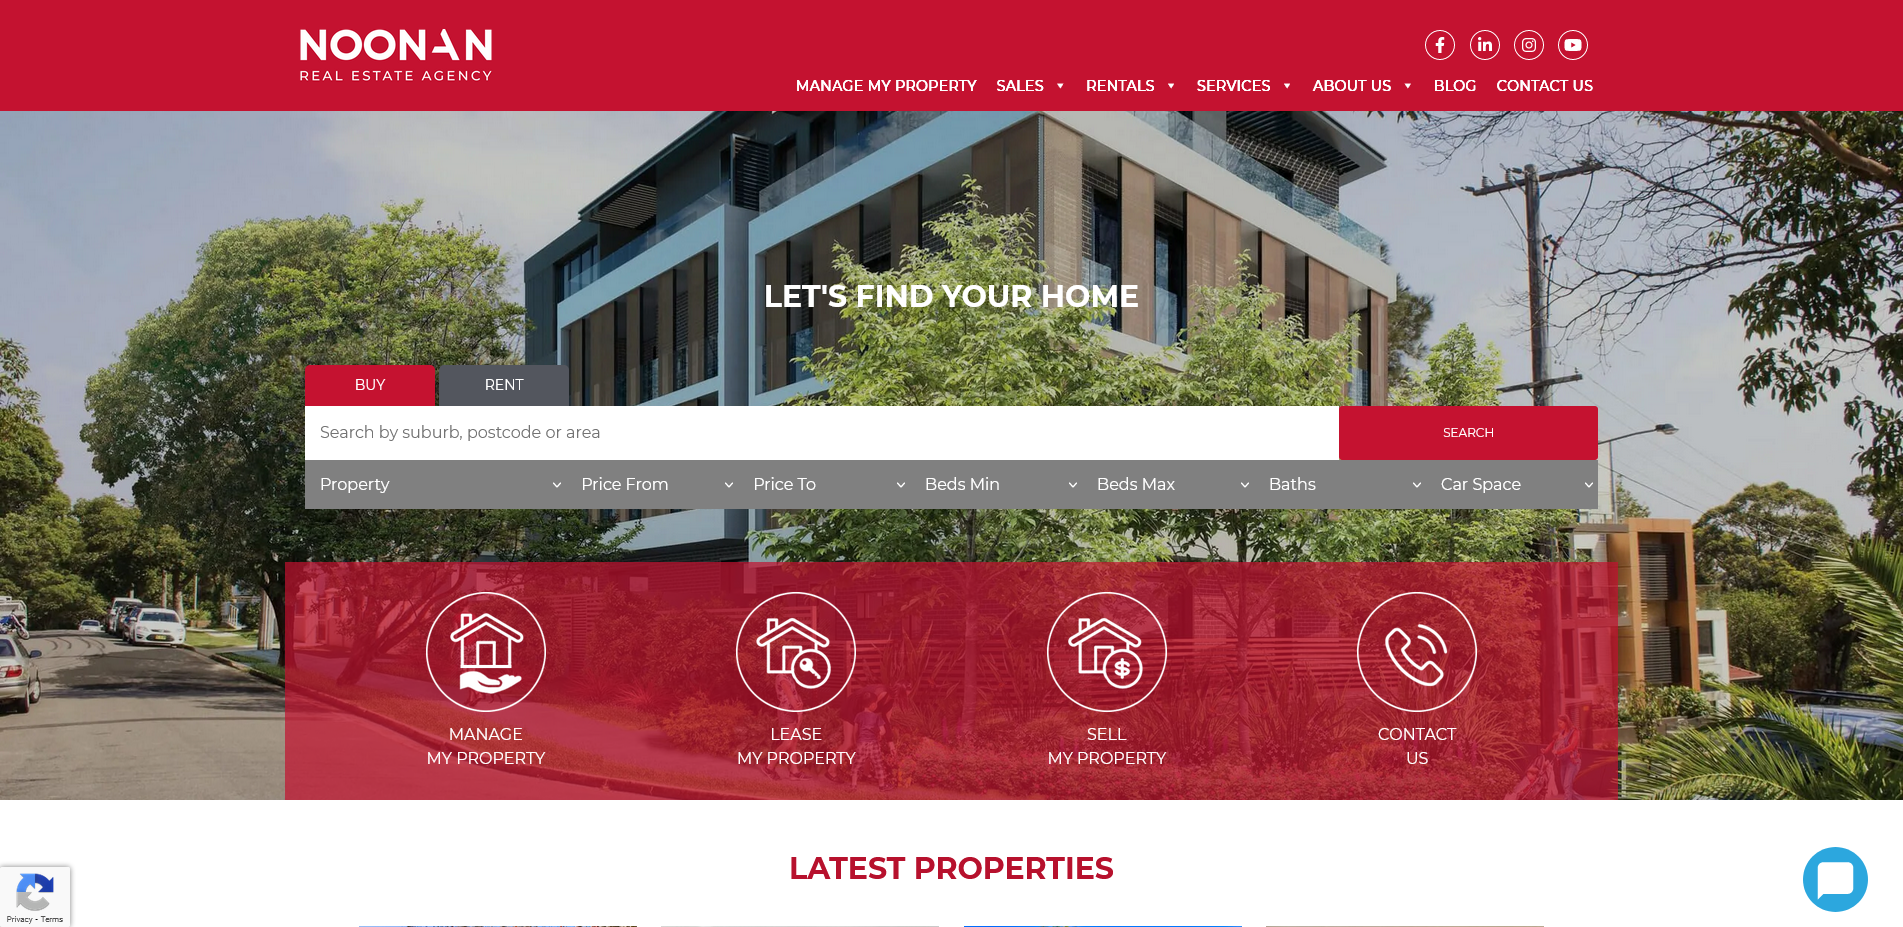 NOONAN
REAL ESTATE AGENCY
MANAGE MY PROPERTY SALES RENTALS SERVICES ABOUT US BLOG CONTACT US
LET'S FIND YOUR HOME
BUY RENT
Search by suburb, postcode or area SEARCH
Property Price From Price To Beds Min Beds Max Baths Car Space
MANAGE
MY PROPERTY
LEASE
MY PROPERTY
SELL
MY PROPERTY
CONTACT
US
LATEST PROPERTIES
Privacy - Terms